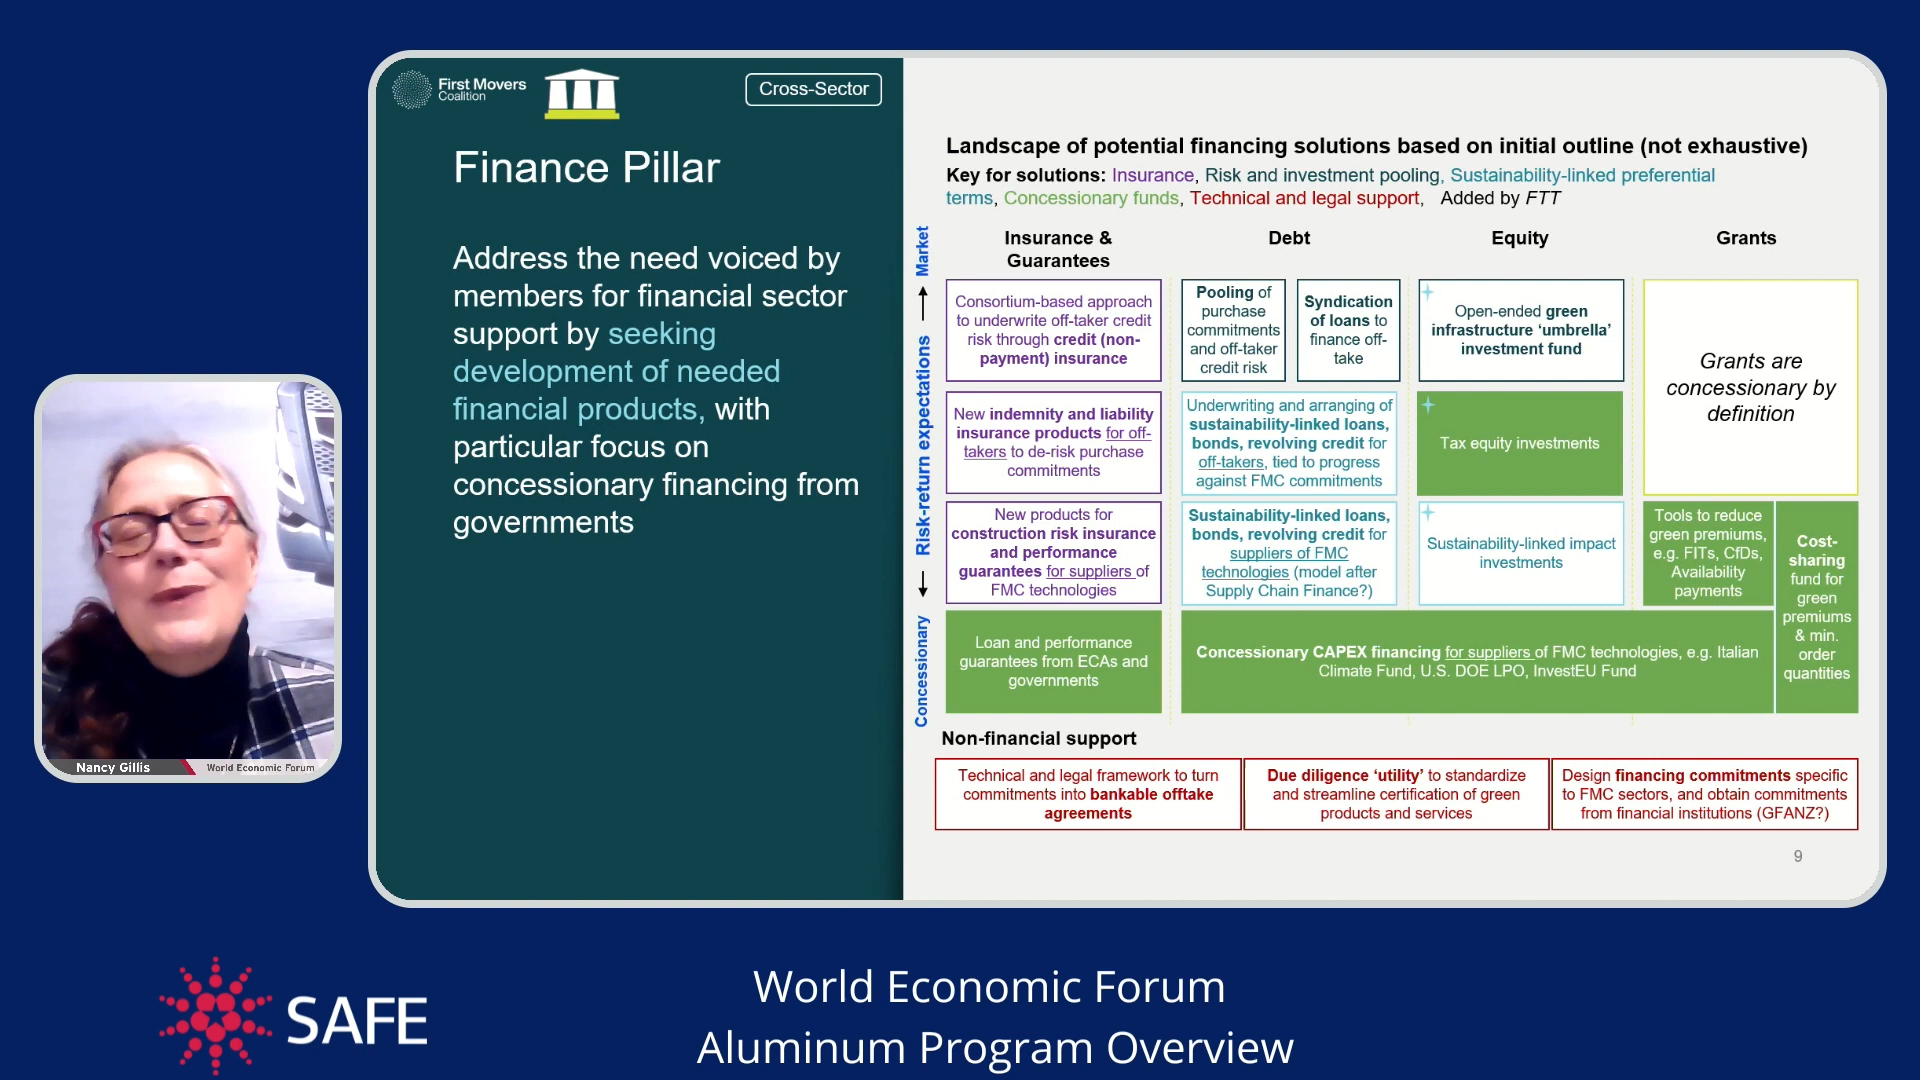 First Movers
Coalition
Cross-Sector
Finance Pillar
Address the need voiced by
members for financial sector
support by seeking
development of needed
financial products, with
particular focus on
concessionary financing from
governments
Landscape of potential financing solutions based on initial outline (not exhaustive)
Key for solutions: Insurance, Risk and investment pooling, Sustainability-linked preferential
terms, Concessionary funds, Technical and legal support, Added by FTT
Market
Risk-return expectations
Concessionary
Insurance &
Guarantees
Debt
Equity
Grants
Consortium-based approach
to underwrite off-taker credit
risk through credit (non-
payment) insurance
Pooling of
purchase
commitments
and off-taker
credit risk
Syndication
of loans to
finance off-
take
Open-ended green
infrastructure ‘umbrella’
investment fund
Grants are
concessionary by
definition
New indemnity and liability
insurance products for off-
takers to de-risk purchase
commitments
Underwriting and arranging of
sustainability-linked loans,
bonds, revolving credit for
off-takers, tied to progress
against FMC commitments
Tax equity investments
New products for
construction risk insurance
and performance
guarantees for suppliers of
FMC technologies
Sustainability-linked loans,
bonds, revolving credit for
suppliers of FMC
technologies (model after
Supply Chain Finance?)
Sustainability-linked impact
investments
Tools to reduce
green premiums,
e.g. FITs, CfDs,
Availability
payments
Cost-
sharing
fund for
green
premiums
& min.
order
quantities
Loan and performance
guarantees from ECAs and
governments
Concessionary CAPEX financing for suppliers of FMC technologies, e.g. Italian
Climate Fund, U.S. DOE LPO, InvestEU Fund
Non-financial support
Technical and legal framework to turn
commitments into bankable offtake
agreements
Due diligence ‘utility’ to standardize
and streamline certification of green
products and services
Design financing commitments specific
to FMC sectors, and obtain commitments
from financial institutions (GFANZ?)
9
Nancy Gillis
World Economic Forum
SAFE
World Economic Forum
Aluminum Program Overview